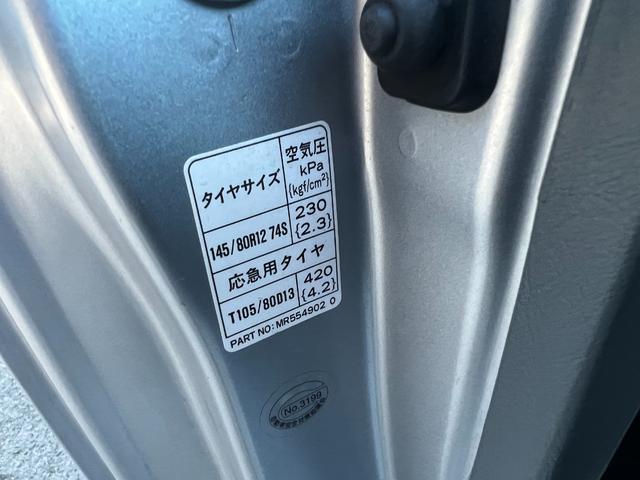 タイヤサイズ
空気圧
kPa
{kgf/cm²}
145/80R12 74S
230
{2.3}
応急用タイヤ
T105/80D13
420
{4.2}
PART NO: MR554902 0
No.3199